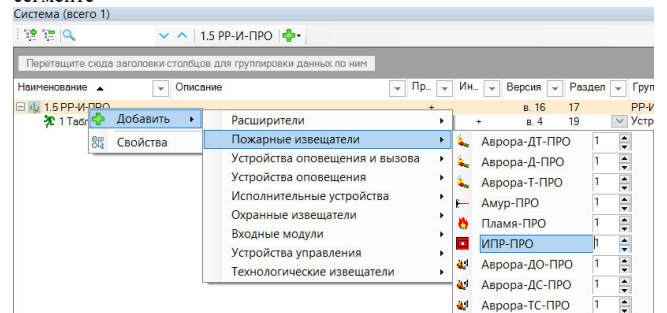 сегменте
Система (всего 1)
1.5 РР-И-ПРО
Перетащите сюда заголовки столбцов для группировки данных по ним
Наименование Описание Пр... Ин... Версия Раздел Груп
1.5 РР-И-ПРО + в. 16 17 РР-И
1 Табл + в. 4 19 Устр
Добавить
Свойства
Расширители
Пожарные извещатели
Устройства оповещения и вызова
Устройства оповещения
Исполнительные устройства
Охранные извещатели
Входные модули
Устройства управления
Технологические извещатели
Аврора-ДТ-ПРО 1
Аврора-Д-ПРО 1
Аврора-Т-ПРО 1
Амур-ПРО 1
Пламя-ПРО 1
ИПР-ПРО 1
Аврора-ДО-ПРО 1
Аврора-ДС-ПРО 1
Аврора-ТС-ПРО 1